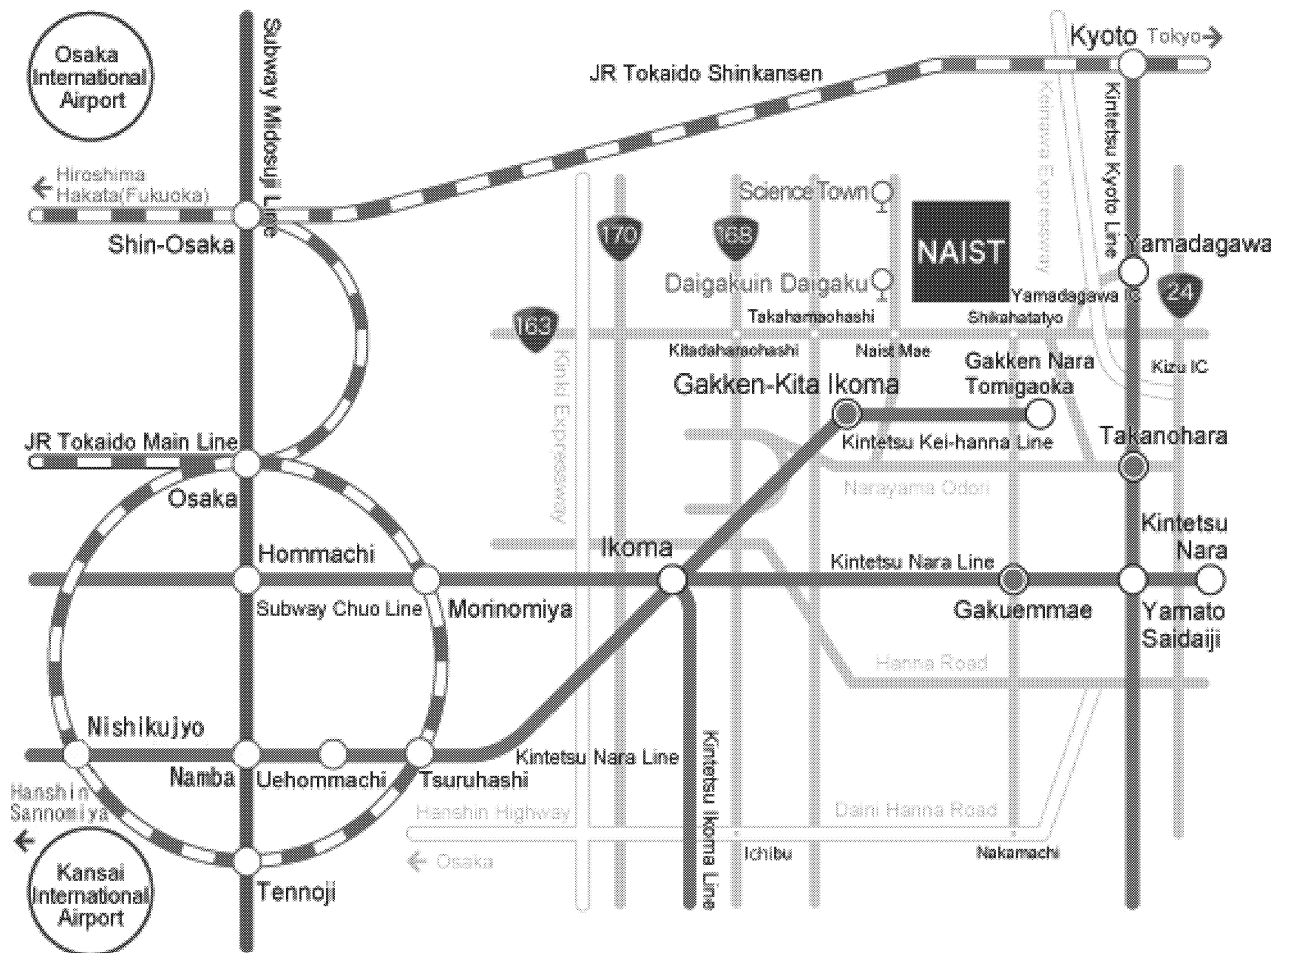 Osaka
International
Airport
Subway Midosuji Line
JR Tokaido Shinkansen
Kyoto
Tokyo
Keinawa Expressway
Kintetsu Kyoto Line
Hiroshima
Hakata(Fukuoka)
Shin-Osaka
Science Town
170
168
NAIST
Yamadagawa
Daigakuin Daigaku
Yamadagawa IC
24
163
Takahamaohashi
Shikahatatyo
Kitadaharaohashi
Naist Mae
Gakken Nara
Tomigaoka
Kizu IC
Kinki Expressway
Gakken-Kita Ikoma
JR Tokaido Main Line
Kintetsu Kei-hanna Line
Takanohara
Osaka
Narayama Odori
Hommachi
Ikoma
Kintetsu Nara Line
Kintetsu
Nara
Subway Chuo Line
Morinomiya
Gakuemmae
Yamato
Saidaiji
Hanna Road
Nishikujyo
Namba
Uehommachi
Tsuruhashi
Kintetsu Nara Line
Kintetsu Ikoma Line
Hanshin
Sannomiya
Hanshin Highway
Daini Hanna Road
Osaka
Ichibu
Nakamachi
Kansai
International
Airport
Tennoji